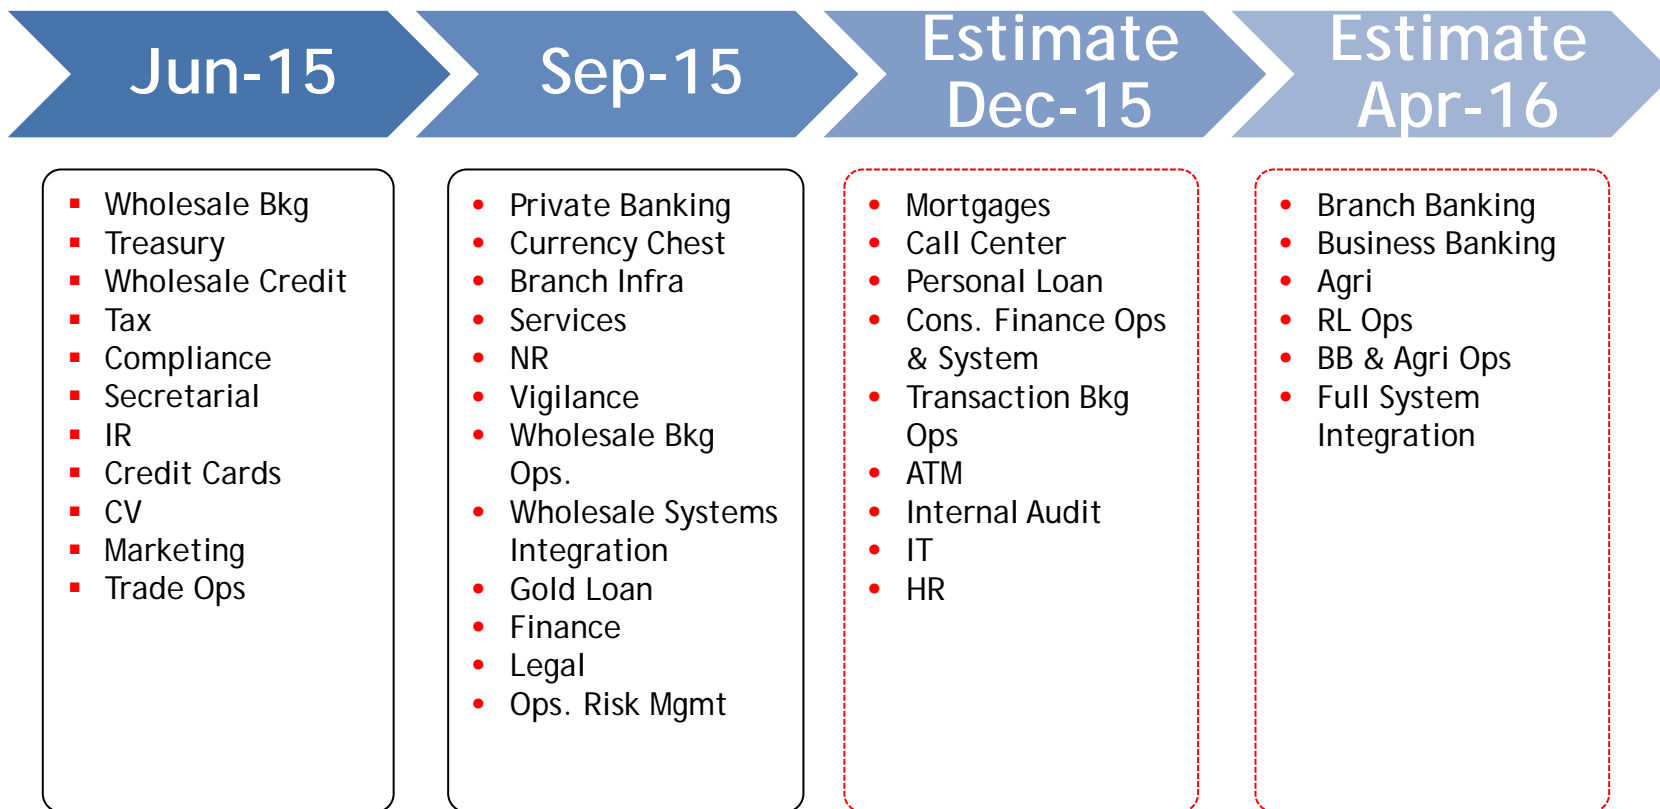 Jun-15
Sep-15
Estimate
Dec-15
Estimate
Apr-16
Wholesale Bkg
Treasury
Wholesale Credit
Tax
Compliance
Secretarial
IR
Credit Cards
CV
Marketing
Trade Ops
Private Banking
Currency Chest
Branch Infra
Services
NR
Vigilance
Wholesale Bkg
Ops.
Wholesale Systems
Integration
Gold Loan
Finance
Legal
Ops. Risk Mgmt
Mortgages
Call Center
Personal Loan
Cons. Finance Ops
& System
Transaction Bkg
Ops
ATM
Internal Audit
IT
HR
Branch Banking
Business Banking
Agri
RL Ops
BB & Agri Ops
Full System
Integration